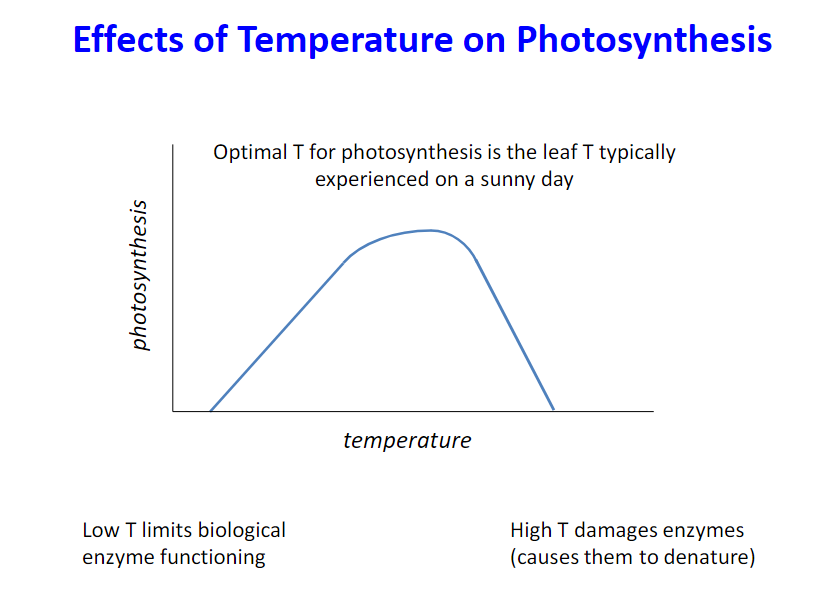 Effects of Temperature on Photosynthesis
Optimal T for photosynthesis is the leaf T typically
experienced on a sunny day
photosynthesis
temperature
Low T limits biological
enzyme functioning
High T damages enzymes
(causes them to denature)